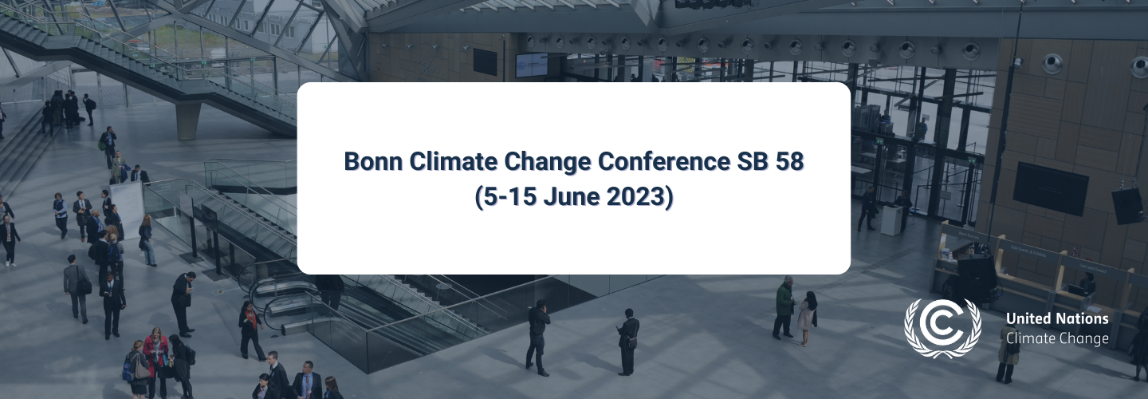 Bonn Climate Change Conference SB 58
(5-15 June 2023)
United Nations
Climate Change